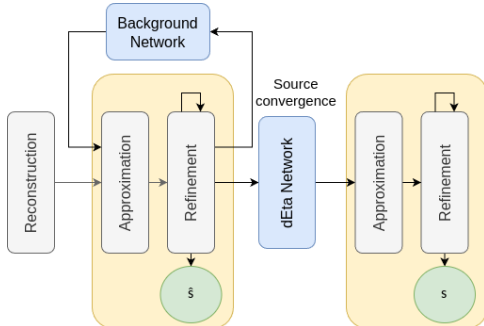 Background
Network
Source
convergence
Reconstruction
Approximation
Refinement
dEta Network
Approximation
Refinement
ŝ
s